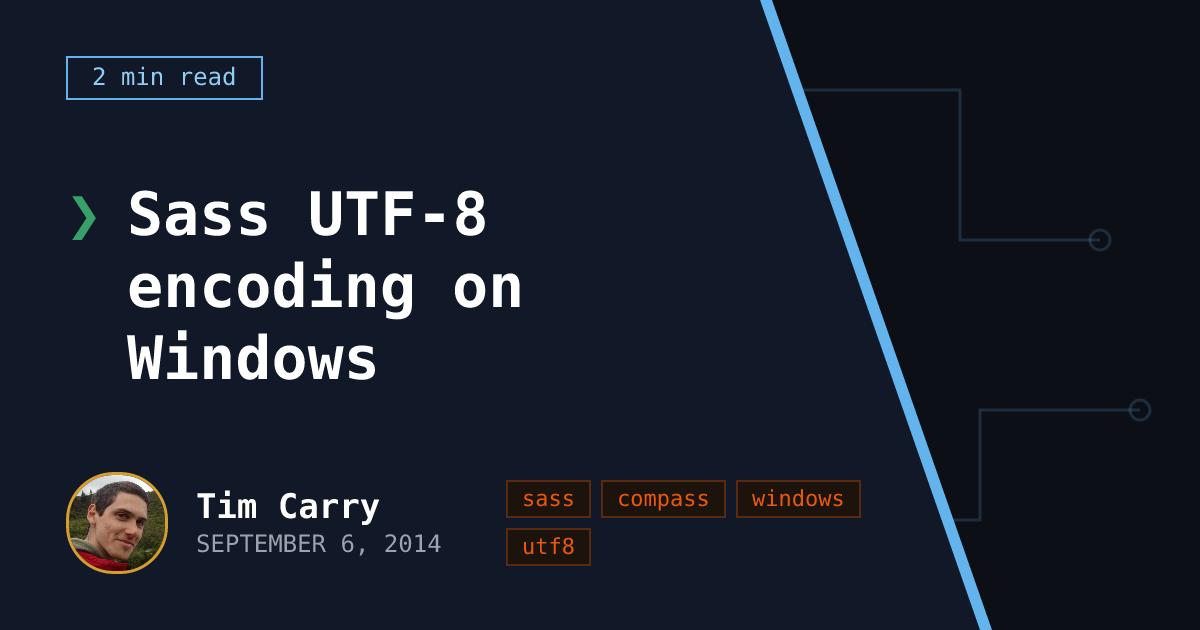 2 min read
❯ Sass UTF-8
encoding on
Windows
Tim Carry
SEPTEMBER 6, 2014
sass compass windows
utf8